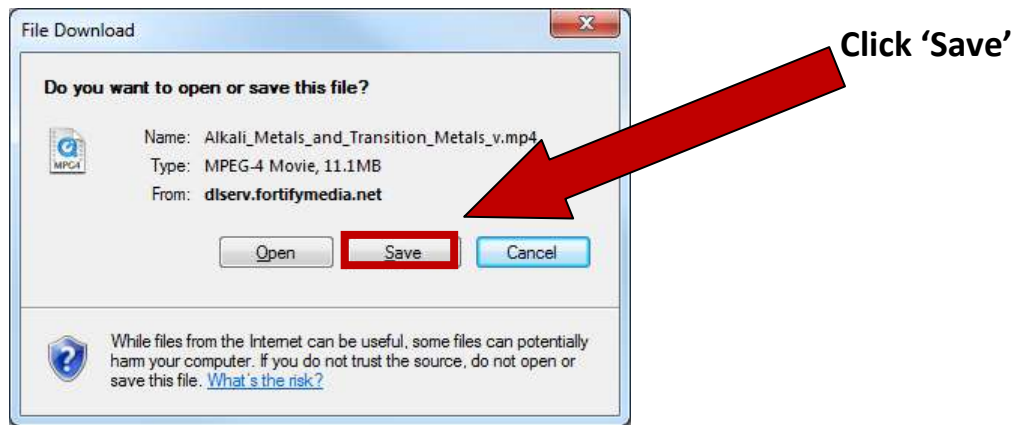 File Download
Click ‘Save’
Do you want to open or save this file?
MPEG4
Name: Alkali_Metals_and_Transition_Metals_v.mp4
Type: MPEG-4 Movie, 11.1MB
From: dlserv.fortifymedia.net
Open Save Cancel
While files from the Internet can be useful, some files can potentially
harm your computer. If you do not trust the source, do not open or
save this file. What's the risk?